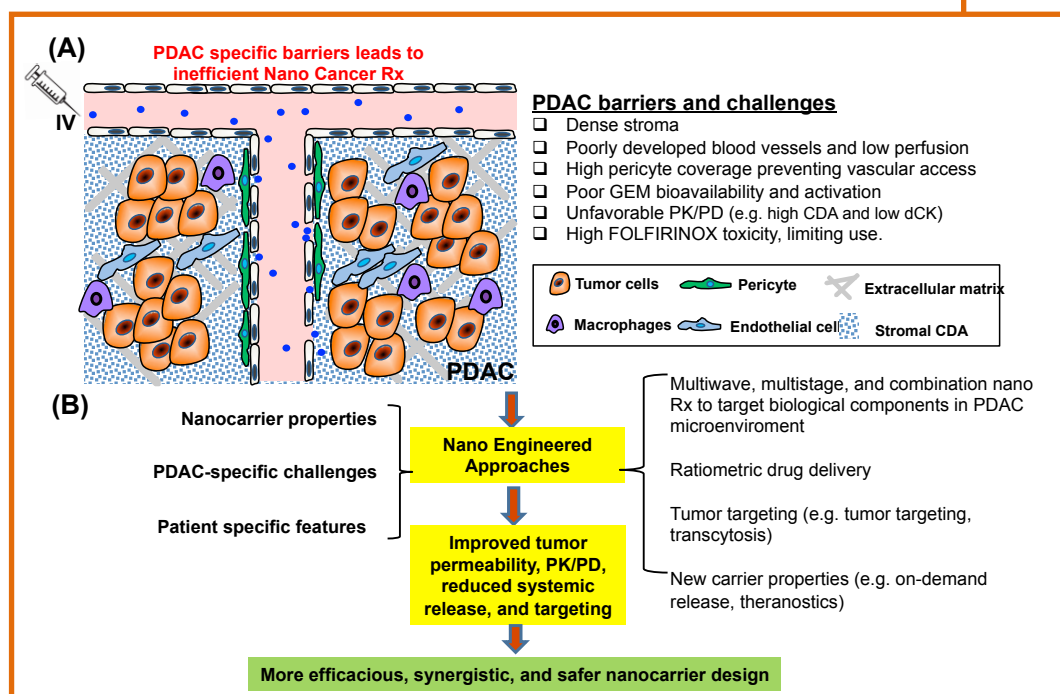 (A)
PDAC specific barriers leads to
inefficient Nano Cancer Rx
IV
PDAC
PDAC barriers and challenges
Dense stroma
Poorly developed blood vessels and low perfusion
High pericyte coverage preventing vascular access
Poor GEM bioavailability and activation
Unfavorable PK/PD (e.g. high CDA and low dCK)
High FOLFIRINOX toxicity, limiting use.
Tumor cells
Pericyte
Extracellular matrix
Macrophages
Endothelial cell
Stromal CDA
(B)
Nanocarrier properties
PDAC-specific challenges
Patient specific features
Nano Engineered
Approaches
Improved tumor
permeability, PK/PD,
reduced systemic
release, and targeting
Multiwave, multistage, and combination nano
Rx to target biological components in PDAC
microenviroment
Ratiometric drug delivery
Tumor targeting (e.g. tumor targeting,
transcytosis)
New carrier properties (e.g. on-demand
release, theranostics)
More efficacious, synergistic, and safer nanocarrier design